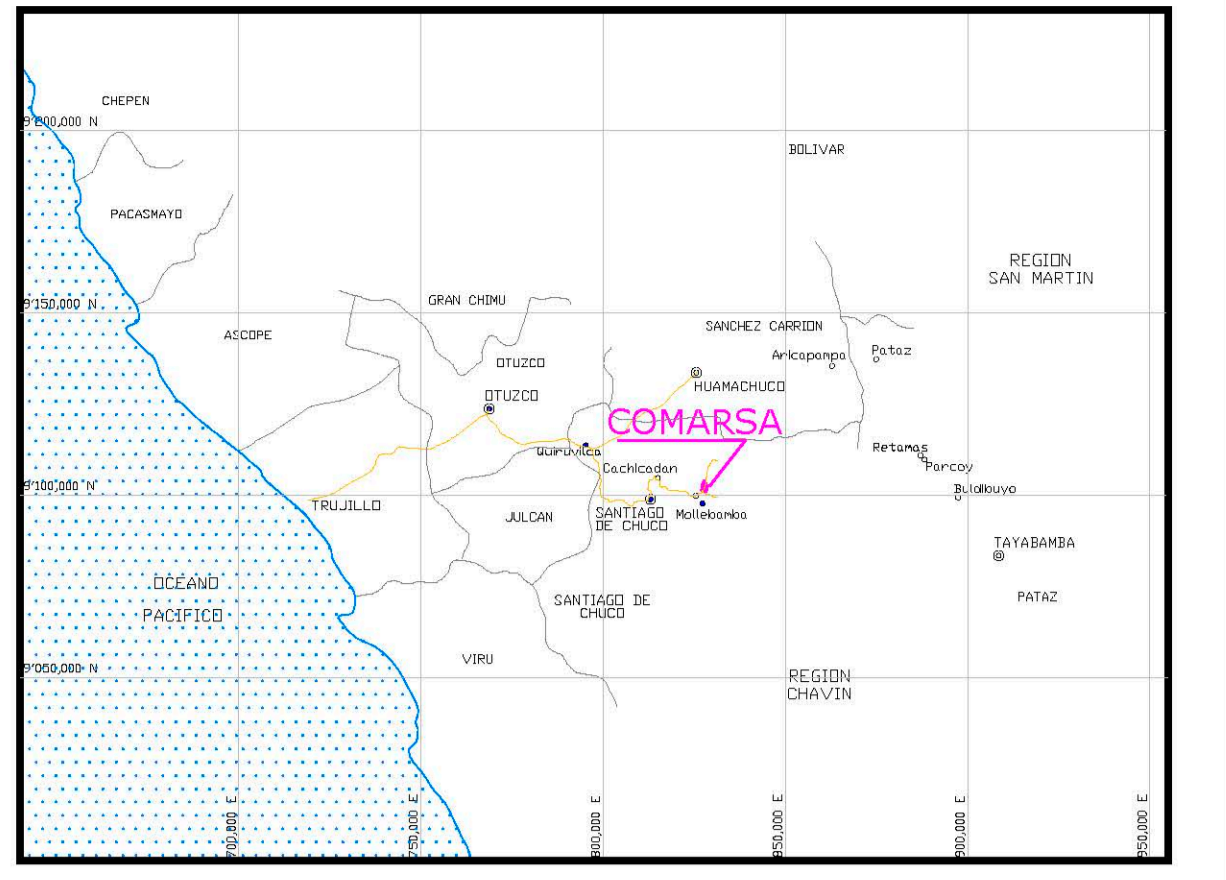 CHEPEN
9'200,000 N
BOLIVAR
PACASMAYO
REGION
SAN MARTIN
9'150,000 N
GRAN CHIMU
SANCHEZ CARRION
ASCOPE
Aricapampa
Pataz
OTUZCO
HUAMACHUCO
OTUZCO
COMARSA
Quiruvilca
Retamas
Cachicadan
Parcoy
9'100,000 N
Buldibuyo
TRUJILLO
SANTIAGO
DE CHUCO
Mollebamba
JULCAN
TAYABAMBA
OCEANO
PACIFICO
SANTIAGO DE
CHUCO
PATAZ
VIRU
9'050,000 N
REGION
CHAVIN
700,000 E
750,000 E
800,000 E
850,000 E
900,000 E
950,000 E